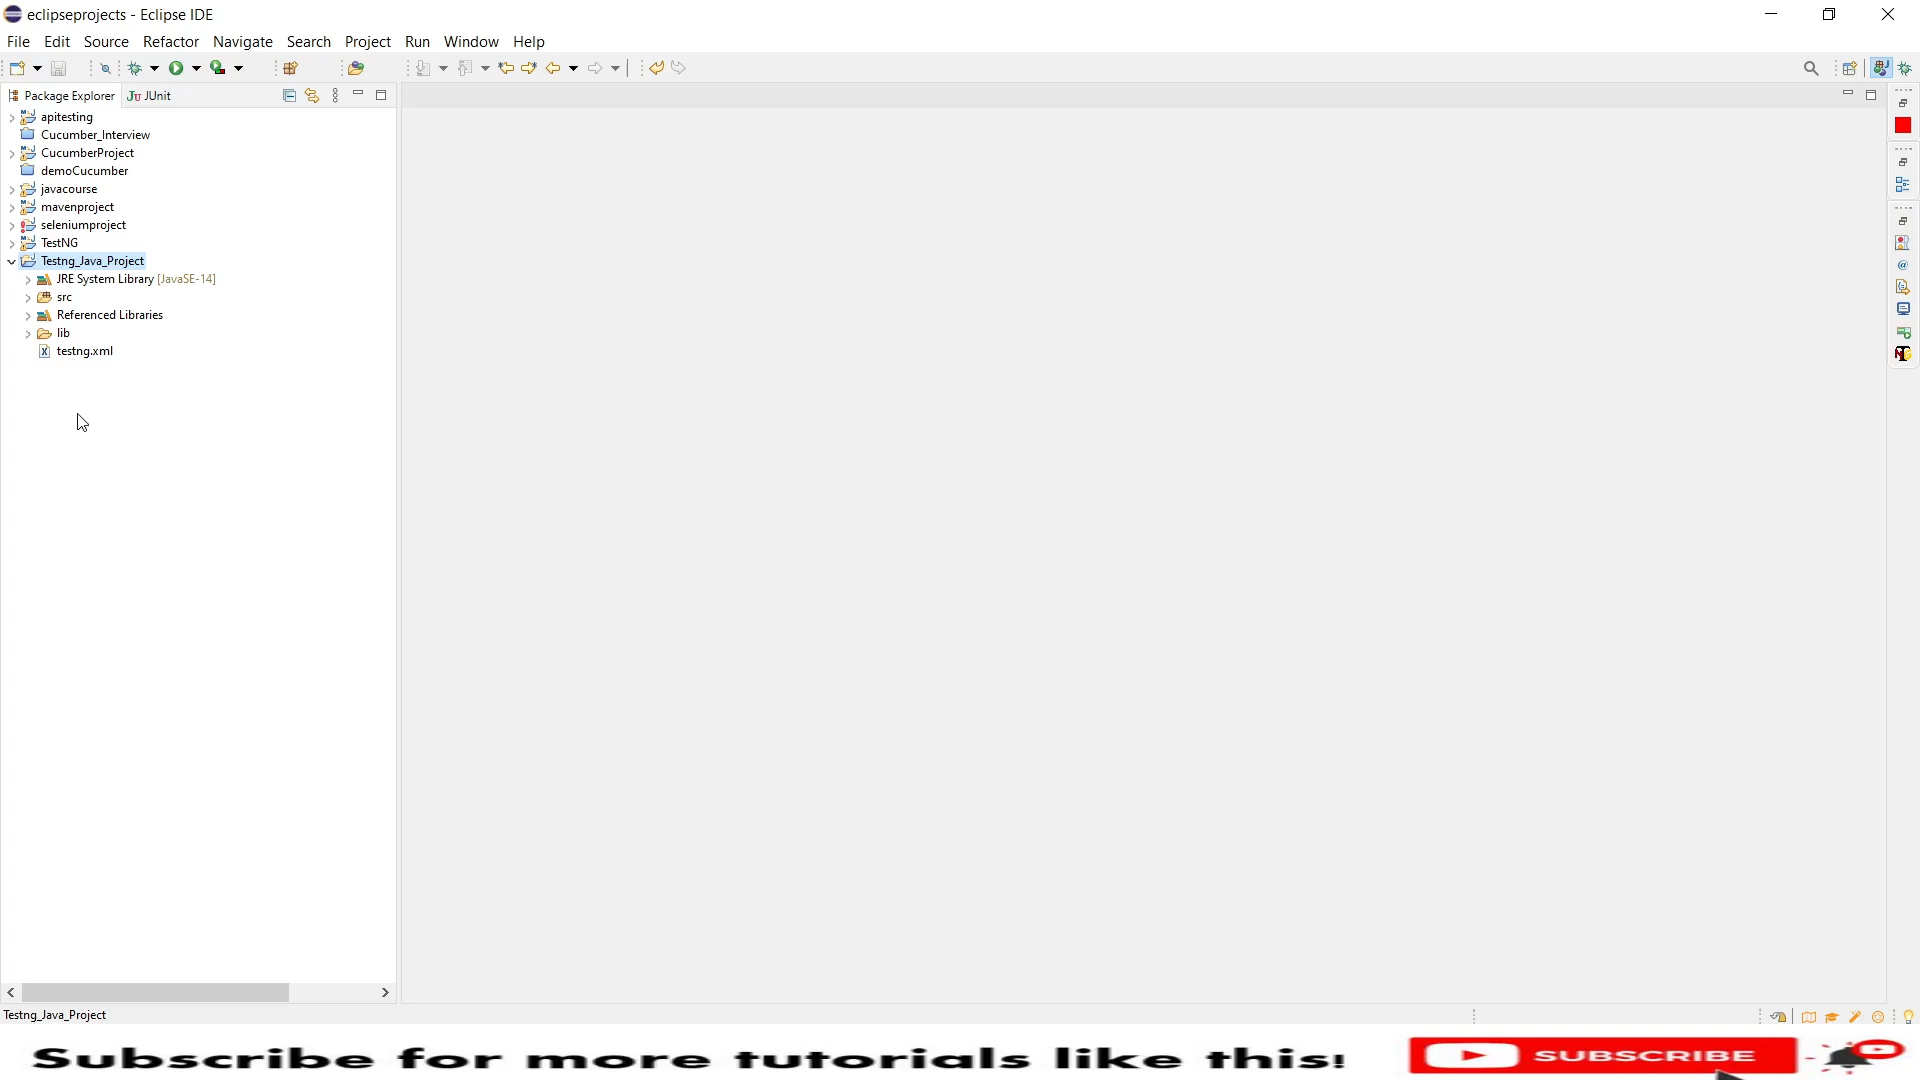 eclipseprojects - Eclipse IDE
File Edit Source Refactor Navigate Search Project Run Window Help
Package Explorer JUnit
apitesting
Cucumber_Interview
CucumberProject
demoCucumber
javacourse
mavenproject
seleniumproject
TestNG
Testng_Java_Project
JRE System Library [JavaSE-14]
src
Referenced Libraries
lib
testng.xml
Testng_Java_Project
Subscribe for more tutorials like this!
SUBSCRIBE